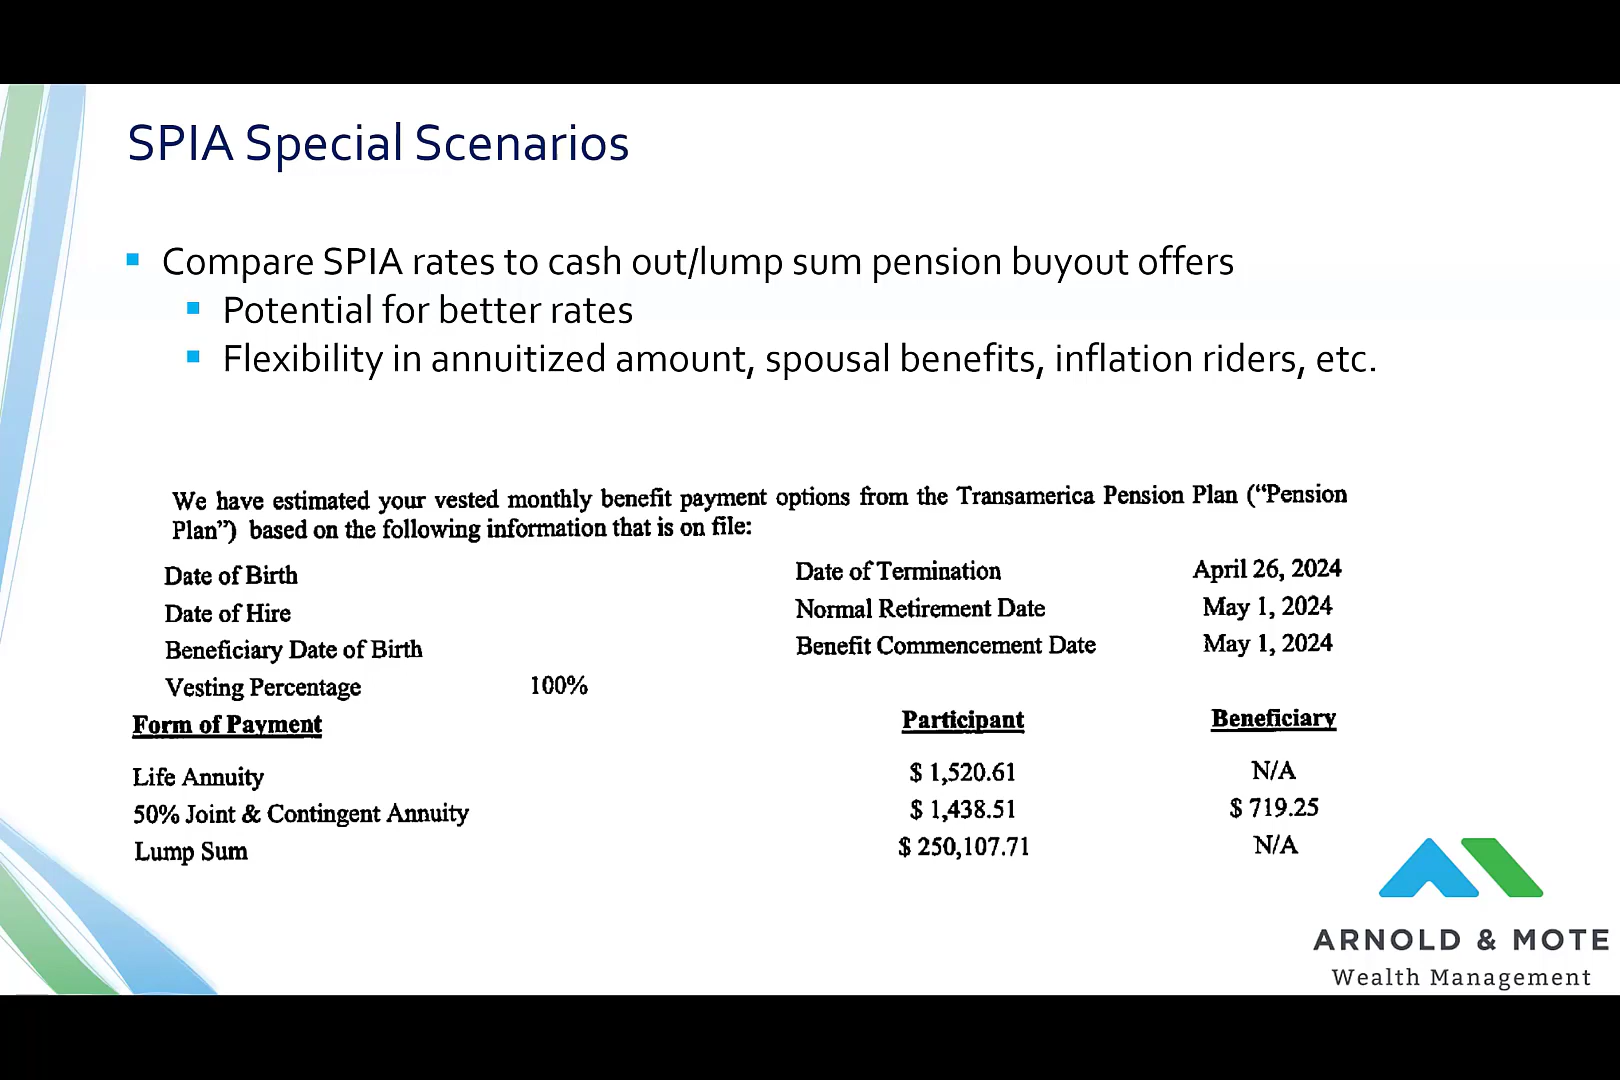 SPIA Special Scenarios
Compare SPIA rates to cash out/lump sum pension buyout offers
Potential for better rates
Flexibility in annuitized amount, spousal benefits, inflation riders, etc.
We have estimated your vested monthly benefit payment options from the Transamerica Pension Plan (“Pension
Plan”) based on the following information that is on file:
Date of Birth
Date of Termination April 26, 2024
Date of Hire
Normal Retirement Date May 1, 2024
Beneficiary Date of Birth
Benefit Commencement Date May 1, 2024
Vesting Percentage 100%
Form of Payment Participant Beneficiary
Life Annuity $ 1,520.61 N/A
50% Joint & Contingent Annuity $ 1,438.51 $ 719.25
Lump Sum $ 250,107.71 N/A
ARNOLD & MOTE
Wealth Management